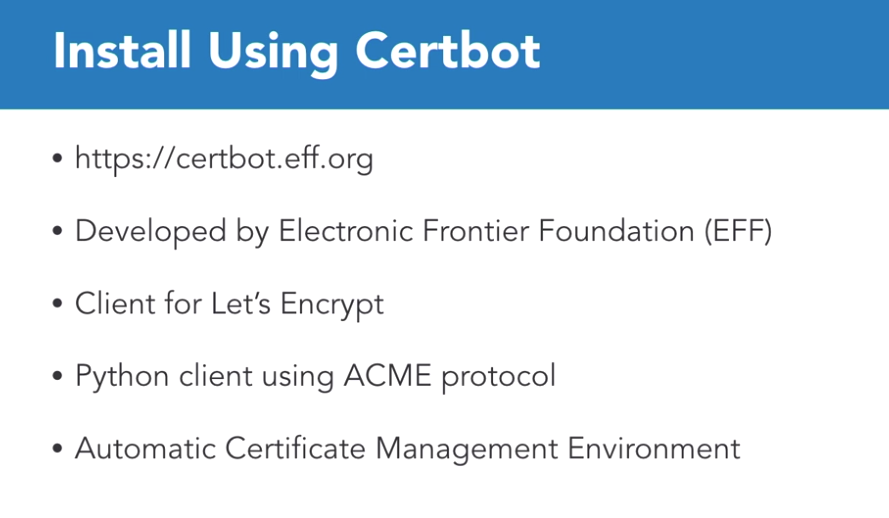 Install Using Certbot
• https://certbot.eff.org
• Developed by Electronic Frontier Foundation (EFF)
• Client for Let’s Encrypt
• Python client using ACME protocol
• Automatic Certificate Management Environment